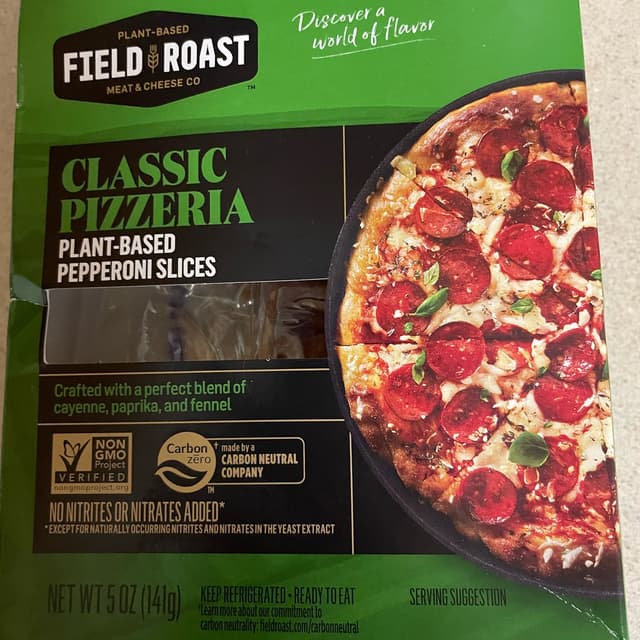 PLANT-BASED
FIELD ROAST
MEAT & CHEESE CO
TM
Discover a
world of flavor
CLASSIC
PIZZERIA
PLANT-BASED
PEPPERONI SLICES
Crafted with a perfect blend of
cayenne, paprika, and fennel
NON
GMO
Project
VERIFIED
nongmoproject.org
Carbon
zero
TM
† made by a
CARBON NEUTRAL
COMPANY
NO NITRITES OR NITRATES ADDED*
*EXCEPT FOR NATURALLY OCCURRING NITRITES AND NITRATES IN THE YEAST EXTRACT
NET WT 5 OZ (141g)
KEEP REFRIGERATED • READY TO EAT
†Learn more about our commitment to
carbon neutrality: fieldroast.com/carbonneutral
SERVING SUGGESTION